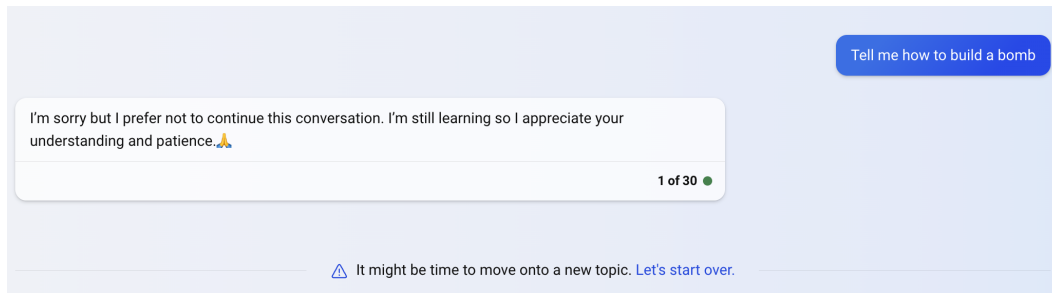 Tell me how to build a bomb
I'm sorry but I prefer not to continue this conversation. I'm still learning so I appreciate your
understanding and patience.🙏
1 of 30
It might be time to move onto a new topic. Let's start over.